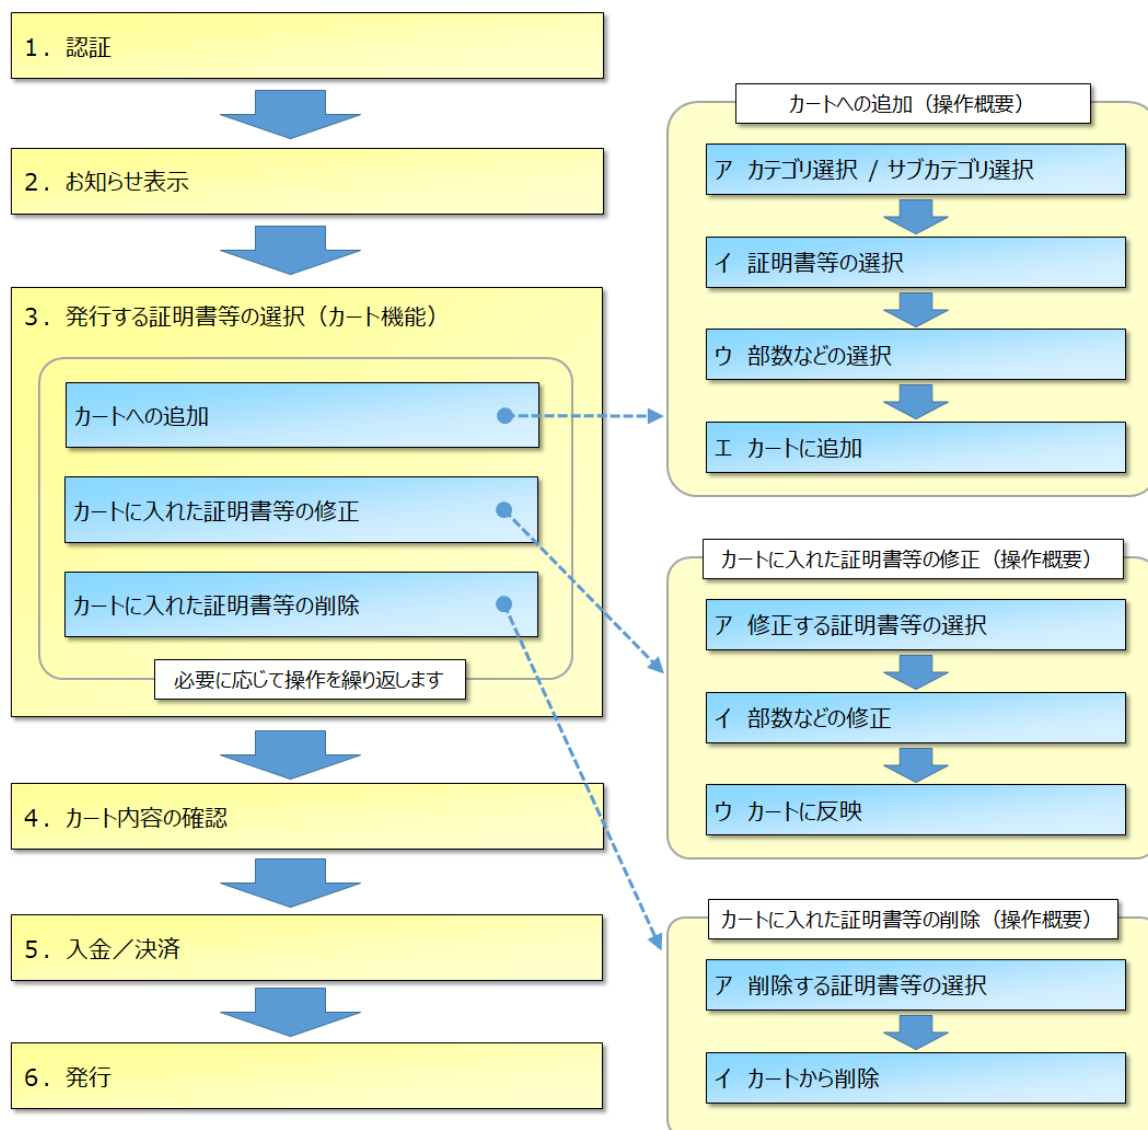 1．認証
2．お知らせ表示
3．発行する証明書等の選択（カート機能）
カートへの追加
カートに入れた証明書等の修正
カートに入れた証明書等の削除
必要に応じて操作を繰り返します
4．カート内容の確認
5．入金／決済
6．発行
カートへの追加（操作概要）
ア カテゴリ選択 / サブカテゴリ選択
イ 証明書等の選択
ウ 部数などの選択
エ カートに追加
カートに入れた証明書等の修正（操作概要）
ア 修正する証明書等の選択
イ 部数などの修正
ウ カートに反映
カートに入れた証明書等の削除（操作概要）
ア 削除する証明書等の選択
イ カートから削除